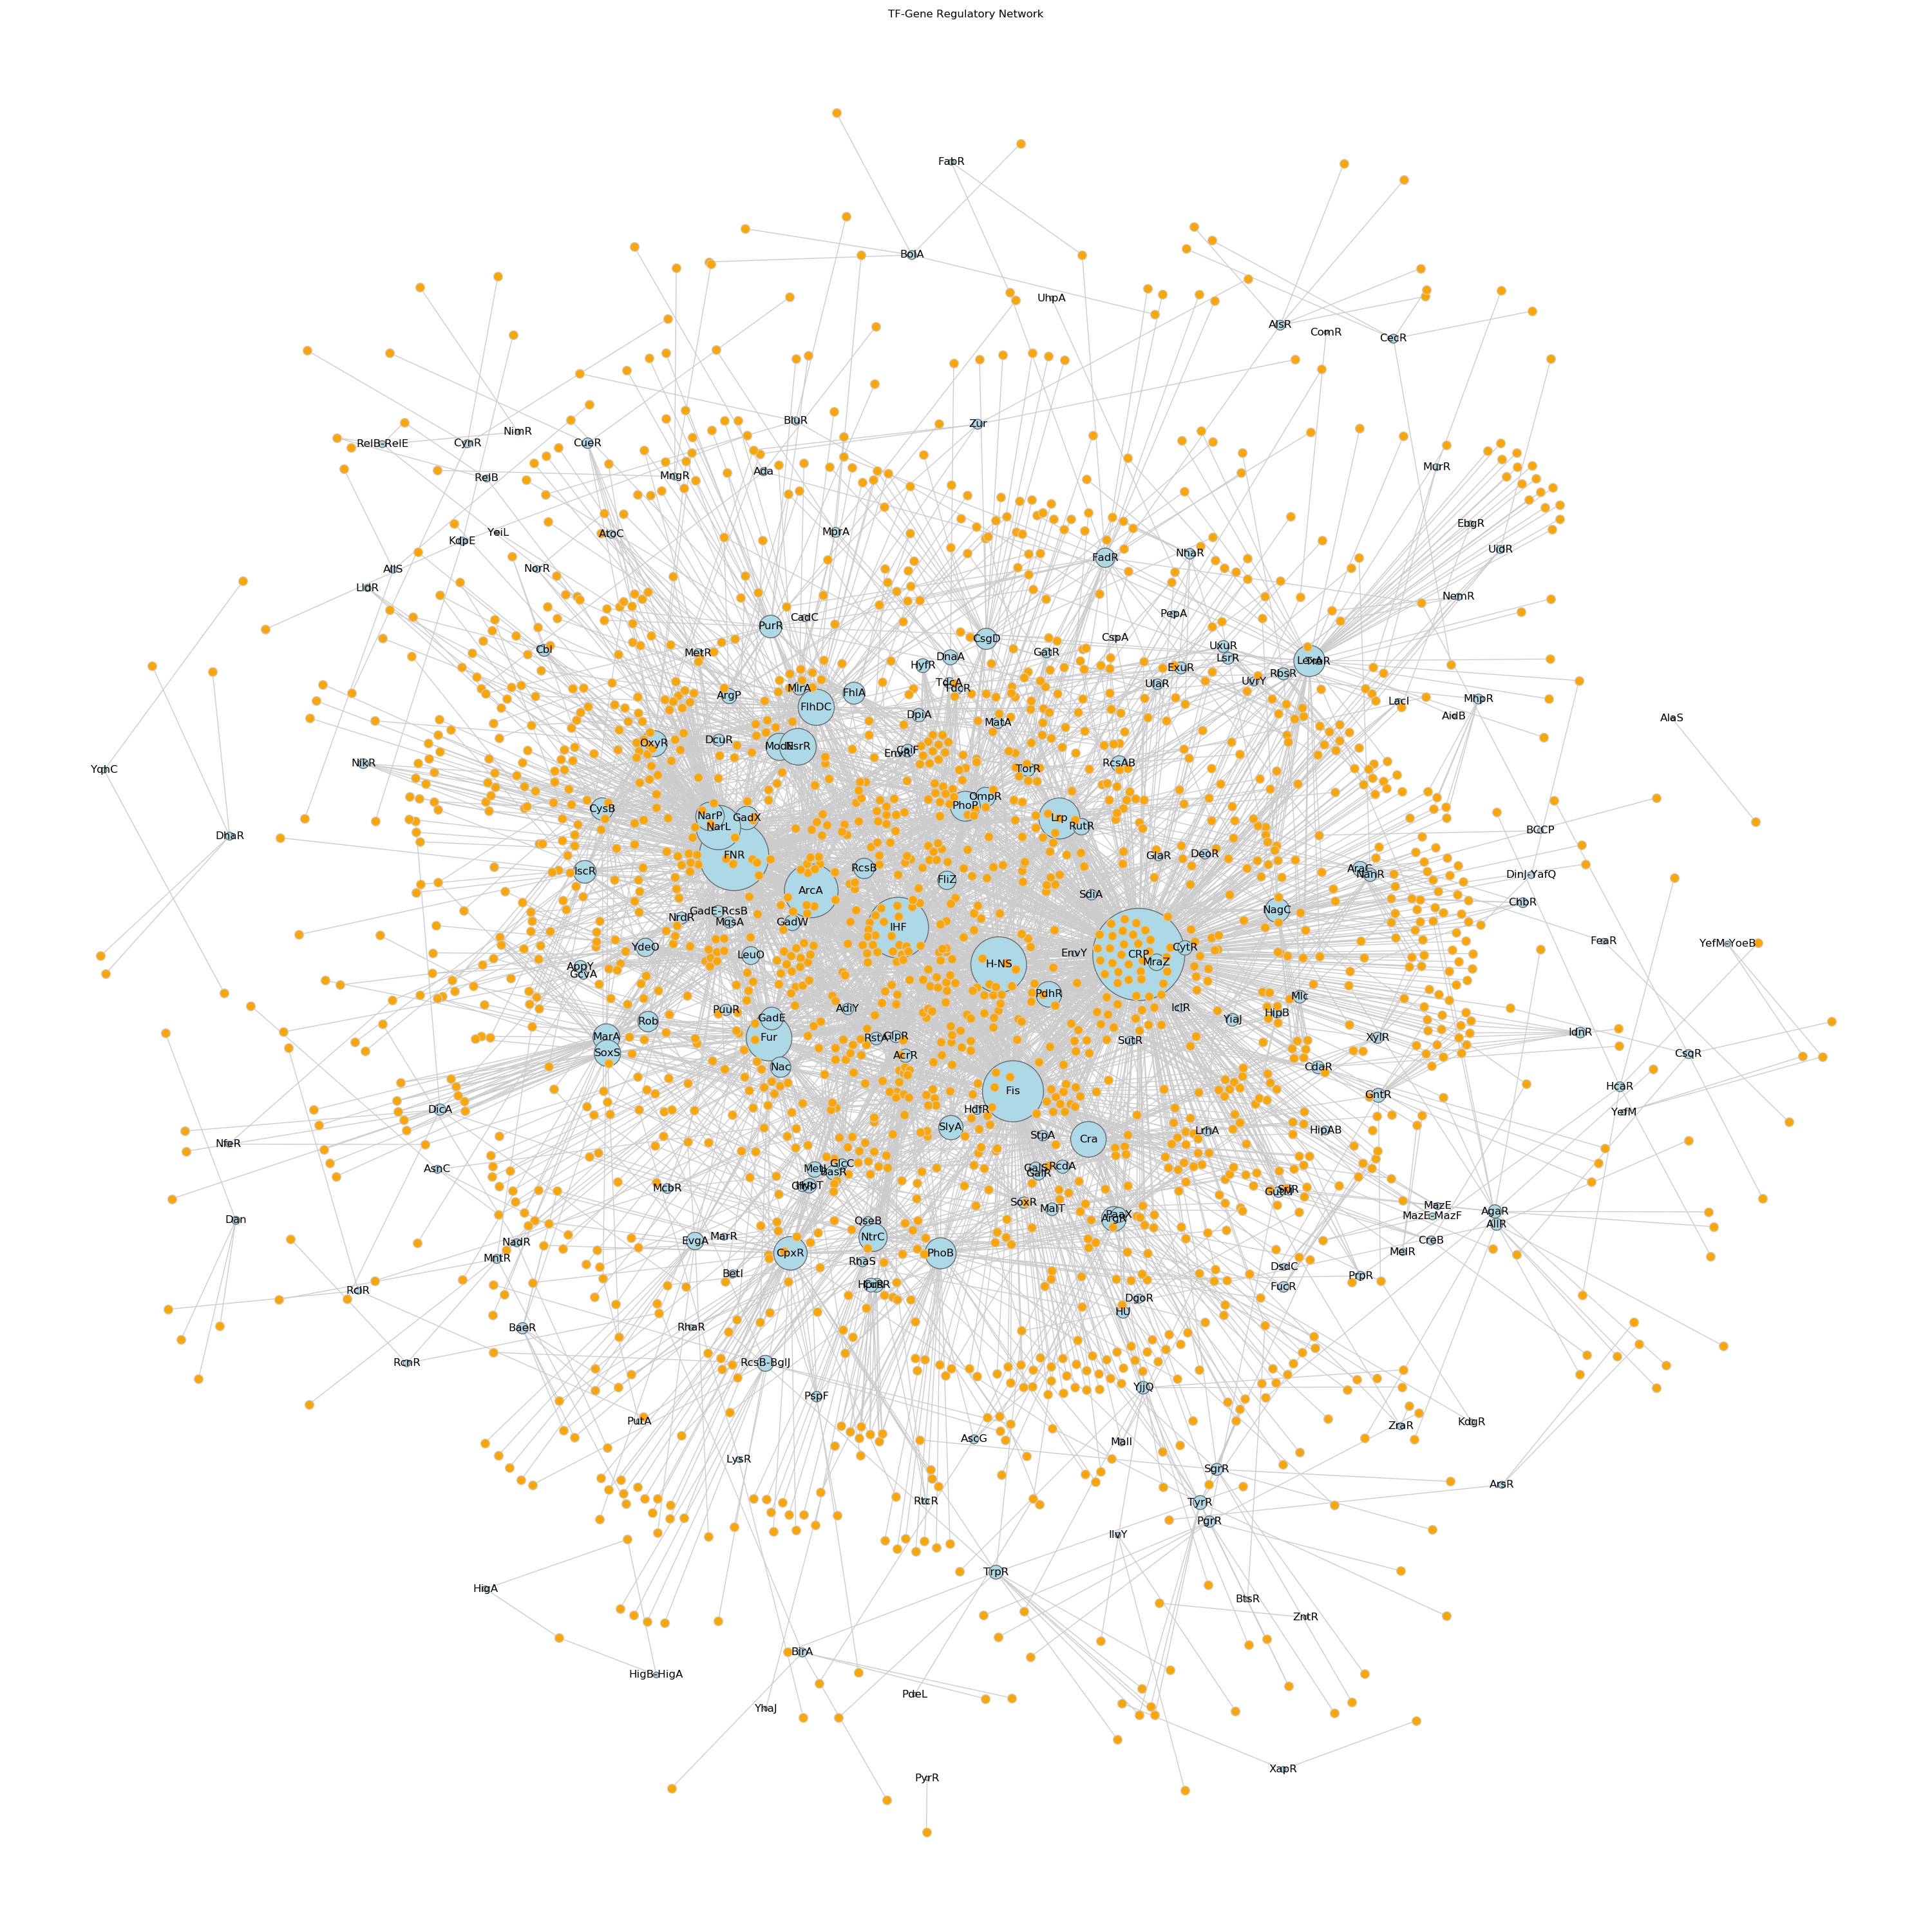 TF-Gene Regulatory Network
FabR
BolA
UhpA
AlsR
ComR
CecR
BluR
Zur
NimR
RelB-RelE
CynR
CueR
MurR
MngR
Ada
RelB
EbgR
YeiL
AtoC
MprA
KdpE
UidR
NhaR
FadR
AllS
NorR
LldR
NemR
PepA
CadC
PurR
CspA
CsgD
UxuR
Cbl
MetR
GatR
DnaA
LsrR
LexA
HyfR
ExuR
RbsR
UvrY
UlaR
TdcA
TdcR
MlrA
FhlA
ArgP
MhpR
LacI
FlhDC
DpiA
AidB
AlaS
MatA
DcuR
OxyR
ModE
NsrR
EnvR
CaiF
NikR
RcsAB
TorR
YqhC
OmpR
PhoP
CysB
NarP
GadX
Lrp
NarL
RutR
BCCP
DhaR
FNR
GlaR
DeoR
RcsB
AraC
IscR
NanR
DinJ-YafQ
FliZ
ArcA
SdiA
ChbR
GadE-RcsB
NagC
NrdR
MqsA
GadW
IHF
FeaR
YefM-YoeB
YdeO
CytR
EnvY
CRP
LeuO
MraZ
H-NS
AppY
GcvA
PdhR
Mlc
PuuR
AdiY
IclR
HipB
GadE
Rob
YiaJ
IdnR
MarA
Fur
RstA
GlpR
XylR
SutR
SoxS
AcrR
CsqR
Nac
CdaR
HcaR
Fis
GntR
DicA
HdfR
YefM
SlyA
LrhA
HipAB
StpA
Cra
NfeR
GlcC
RcdA
AsnC
MetJ
BasR
GalS
GalR
McbR
GutM
SoxR
MazE
MalT
AgaR
PaaX
MazE-MazF
Dan
ArgR
QseB
AllR
MarR
NtrC
EvgA
CreB
NadR
MelR
CpxR
PhoB
MntR
RhaS
DsdC
BetI
PrpR
FucR
RclR
DgoR
HU
RhaR
BaeR
RcnR
RcsB-BglJ
YjjQ
PspF
PutA
KdgR
ZraR
AscG
MalI
LysR
SgrR
ArsR
RtcR
TyrR
PgrR
IlvY
TrpR
HigA
BtsR
ZntR
BirA
HigB-HigA
PdeL
YhaJ
XapR
PyrR